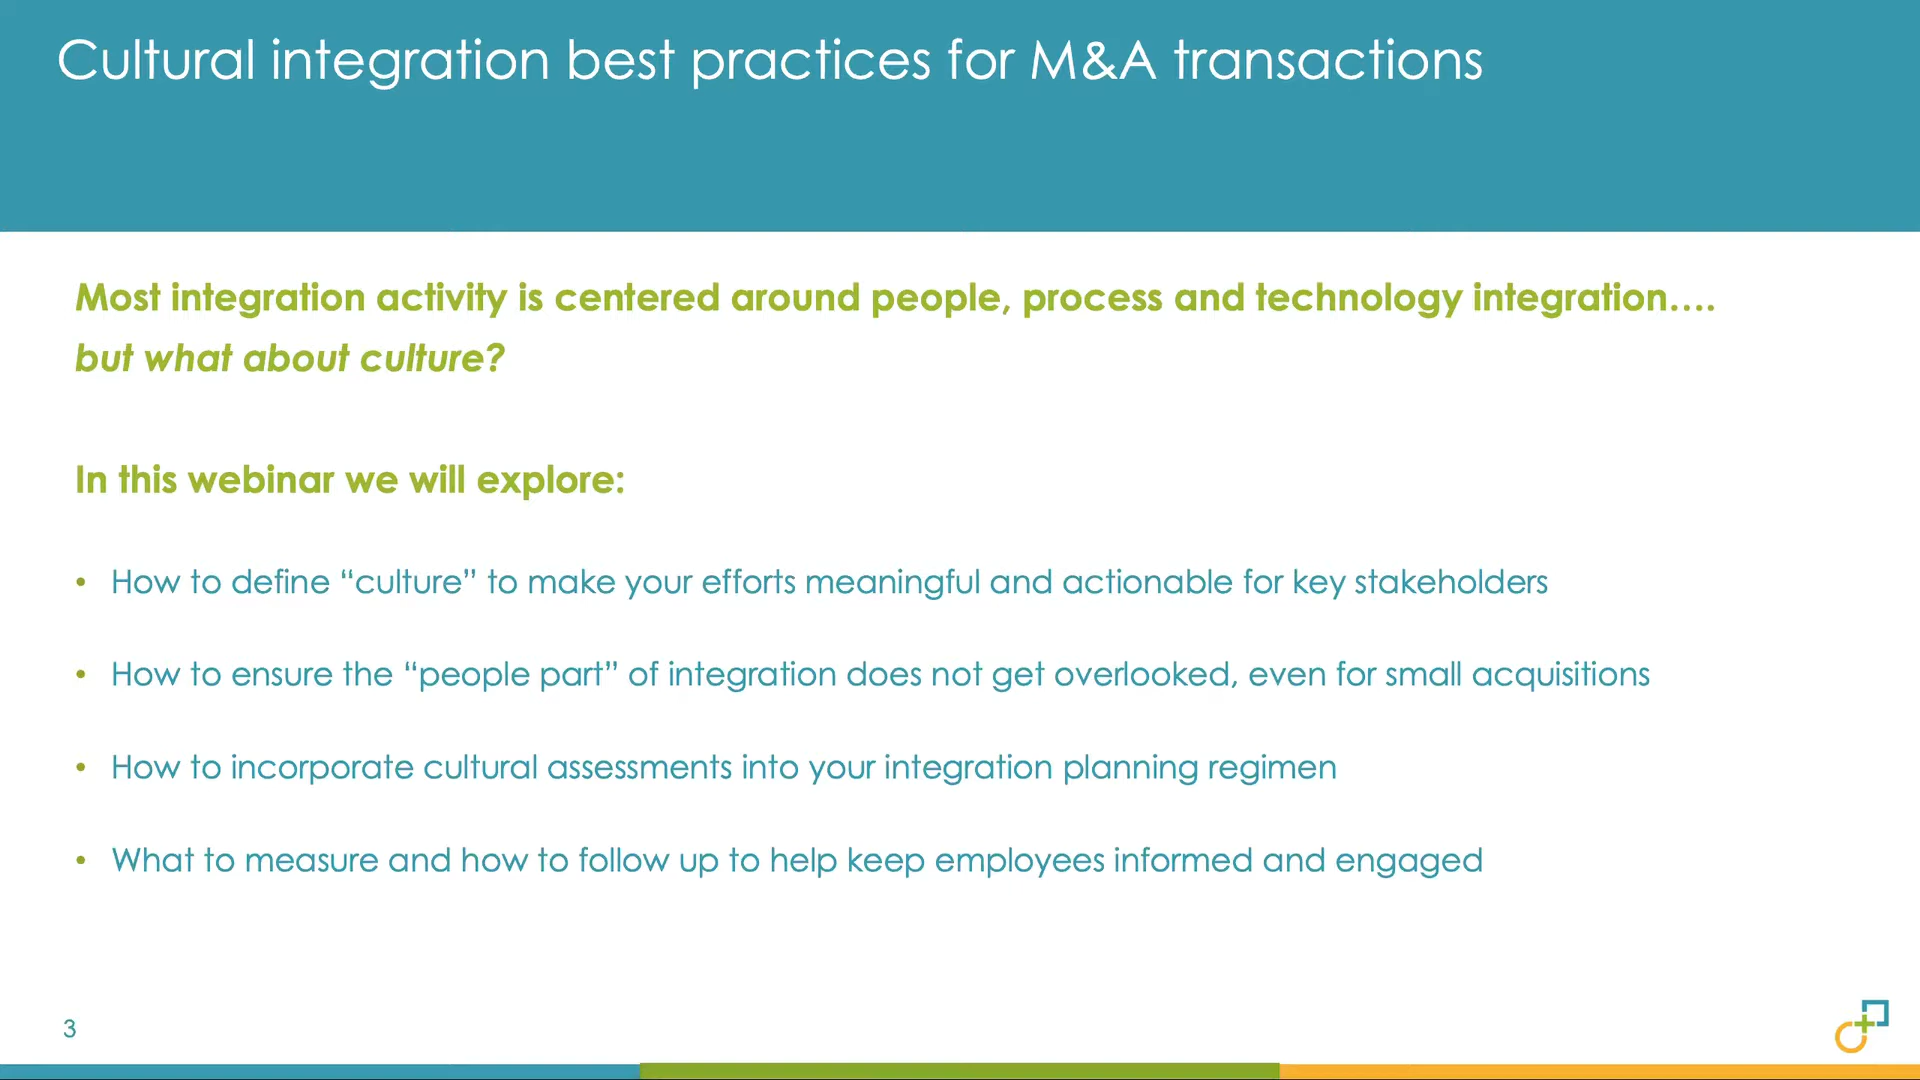 Cultural integration best practices for M&A transactions
Most integration activity is centered around people, process and technology integration….
but what about culture?
In this webinar we will explore:
• How to define “culture” to make your efforts meaningful and actionable for key stakeholders
• How to ensure the “people part” of integration does not get overlooked, even for small acquisitions
• How to incorporate cultural assessments into your integration planning regimen
• What to measure and how to follow up to help keep employees informed and engaged
3